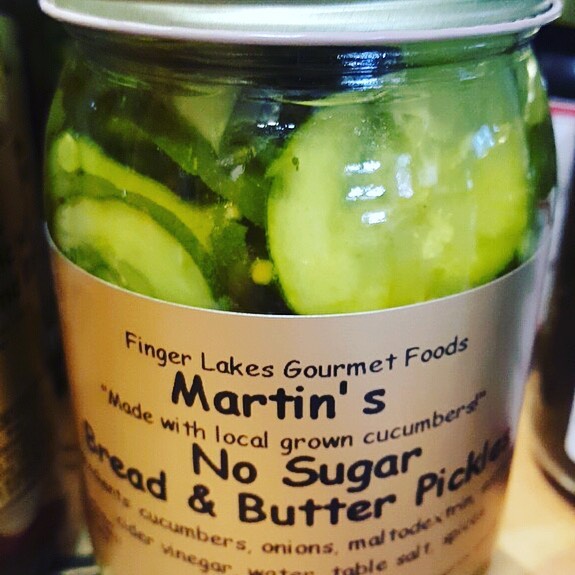 Finger Lakes Gourmet Foods
Martin's
"Made with local grown cucumbers!"
No Sugar
Bread & Butter Pickles
cucumbers, onions, maltodextrin,
cider vinegar, water, table salt,